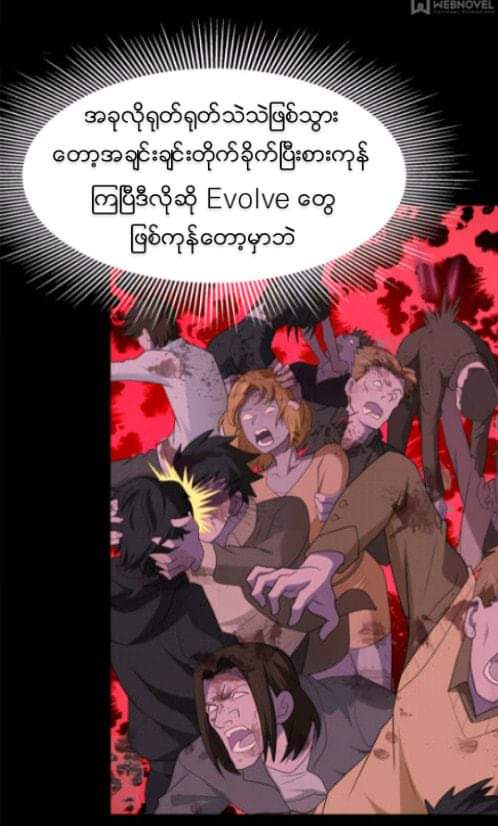 WEBNOVEL
အခုလိုရုတ်ရုတ်သဲသဲဖြစ်သွား
တော့အချင်းချင်းတိုက်ခိုက်ပြီးစားကုန်
ကြပြီဒီလိုဆို Evolve တွေ
ဖြစ်ကုန်တော့မှာဘဲ